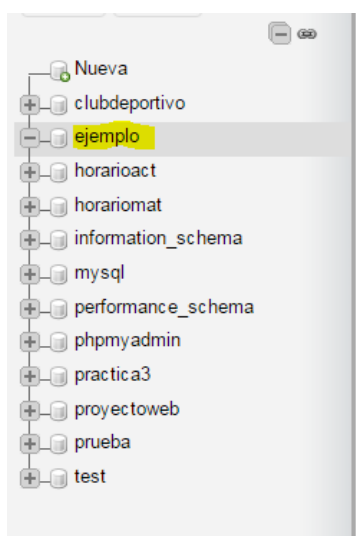 Nueva
clubdeportivo
ejemplo
horarioact
horariomat
information_schema
mysql
performance_schema
phpmyadmin
practica3
proyectoweb
prueba
test